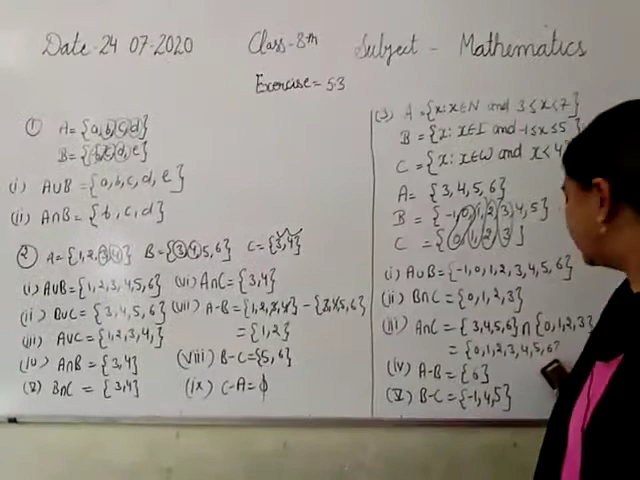 Date-24 07-2020 Class-8th Subject - Mathematics
Exercise = 5.3
① A={a,b,c,d}
B={b,c,d,e}
(i) A∪B={a,b,c,d,e}
(ii) A∩B={b,c,d}
② A={1,2,3,4} B={3,4,5,6} C={3,4}
(i) A∪B={1,2,3,4,5,6}
(ii) B∪C={3,4,5,6}
(iii) A∪C={1,2,3,4,}
(iv) A∩B={3,4}
(v) B∩C={3,4}
(vi) A∩C={3,4}
(vii) A-B={1,2,3,4}-{3,4,5,6}
={1,2}
(viii) B-C={5,6}
(ix) C-A=ϕ
(3) A={x:x∈N and 3≤x<7}
B={x: x∈I and -1≤x≤5}
C={x: x∈W and x<4
A={3,4,5,6}
B={-1,0,1,2,3,4,5}
C={0,1,2,3}
(i) A∪B={-1,0,1,2,3,4,5,6}
(ii) B∩C={0,1,2,3}
(iii) A∩C={3,4,5,6}∩{0,1,2,3}
={0,1,2,3,4,5,6}
(iv) A-B={6}
(v) B-C={-1,4,5}